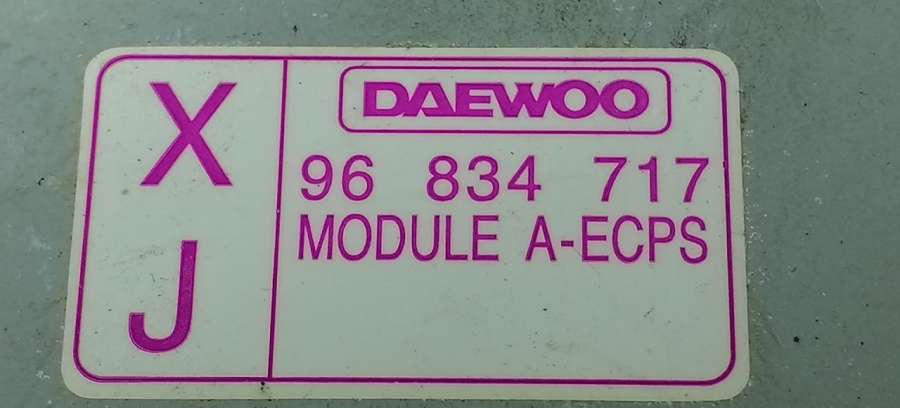 X
J
DAEWOO
96 834 717
MODULE A-ECPS